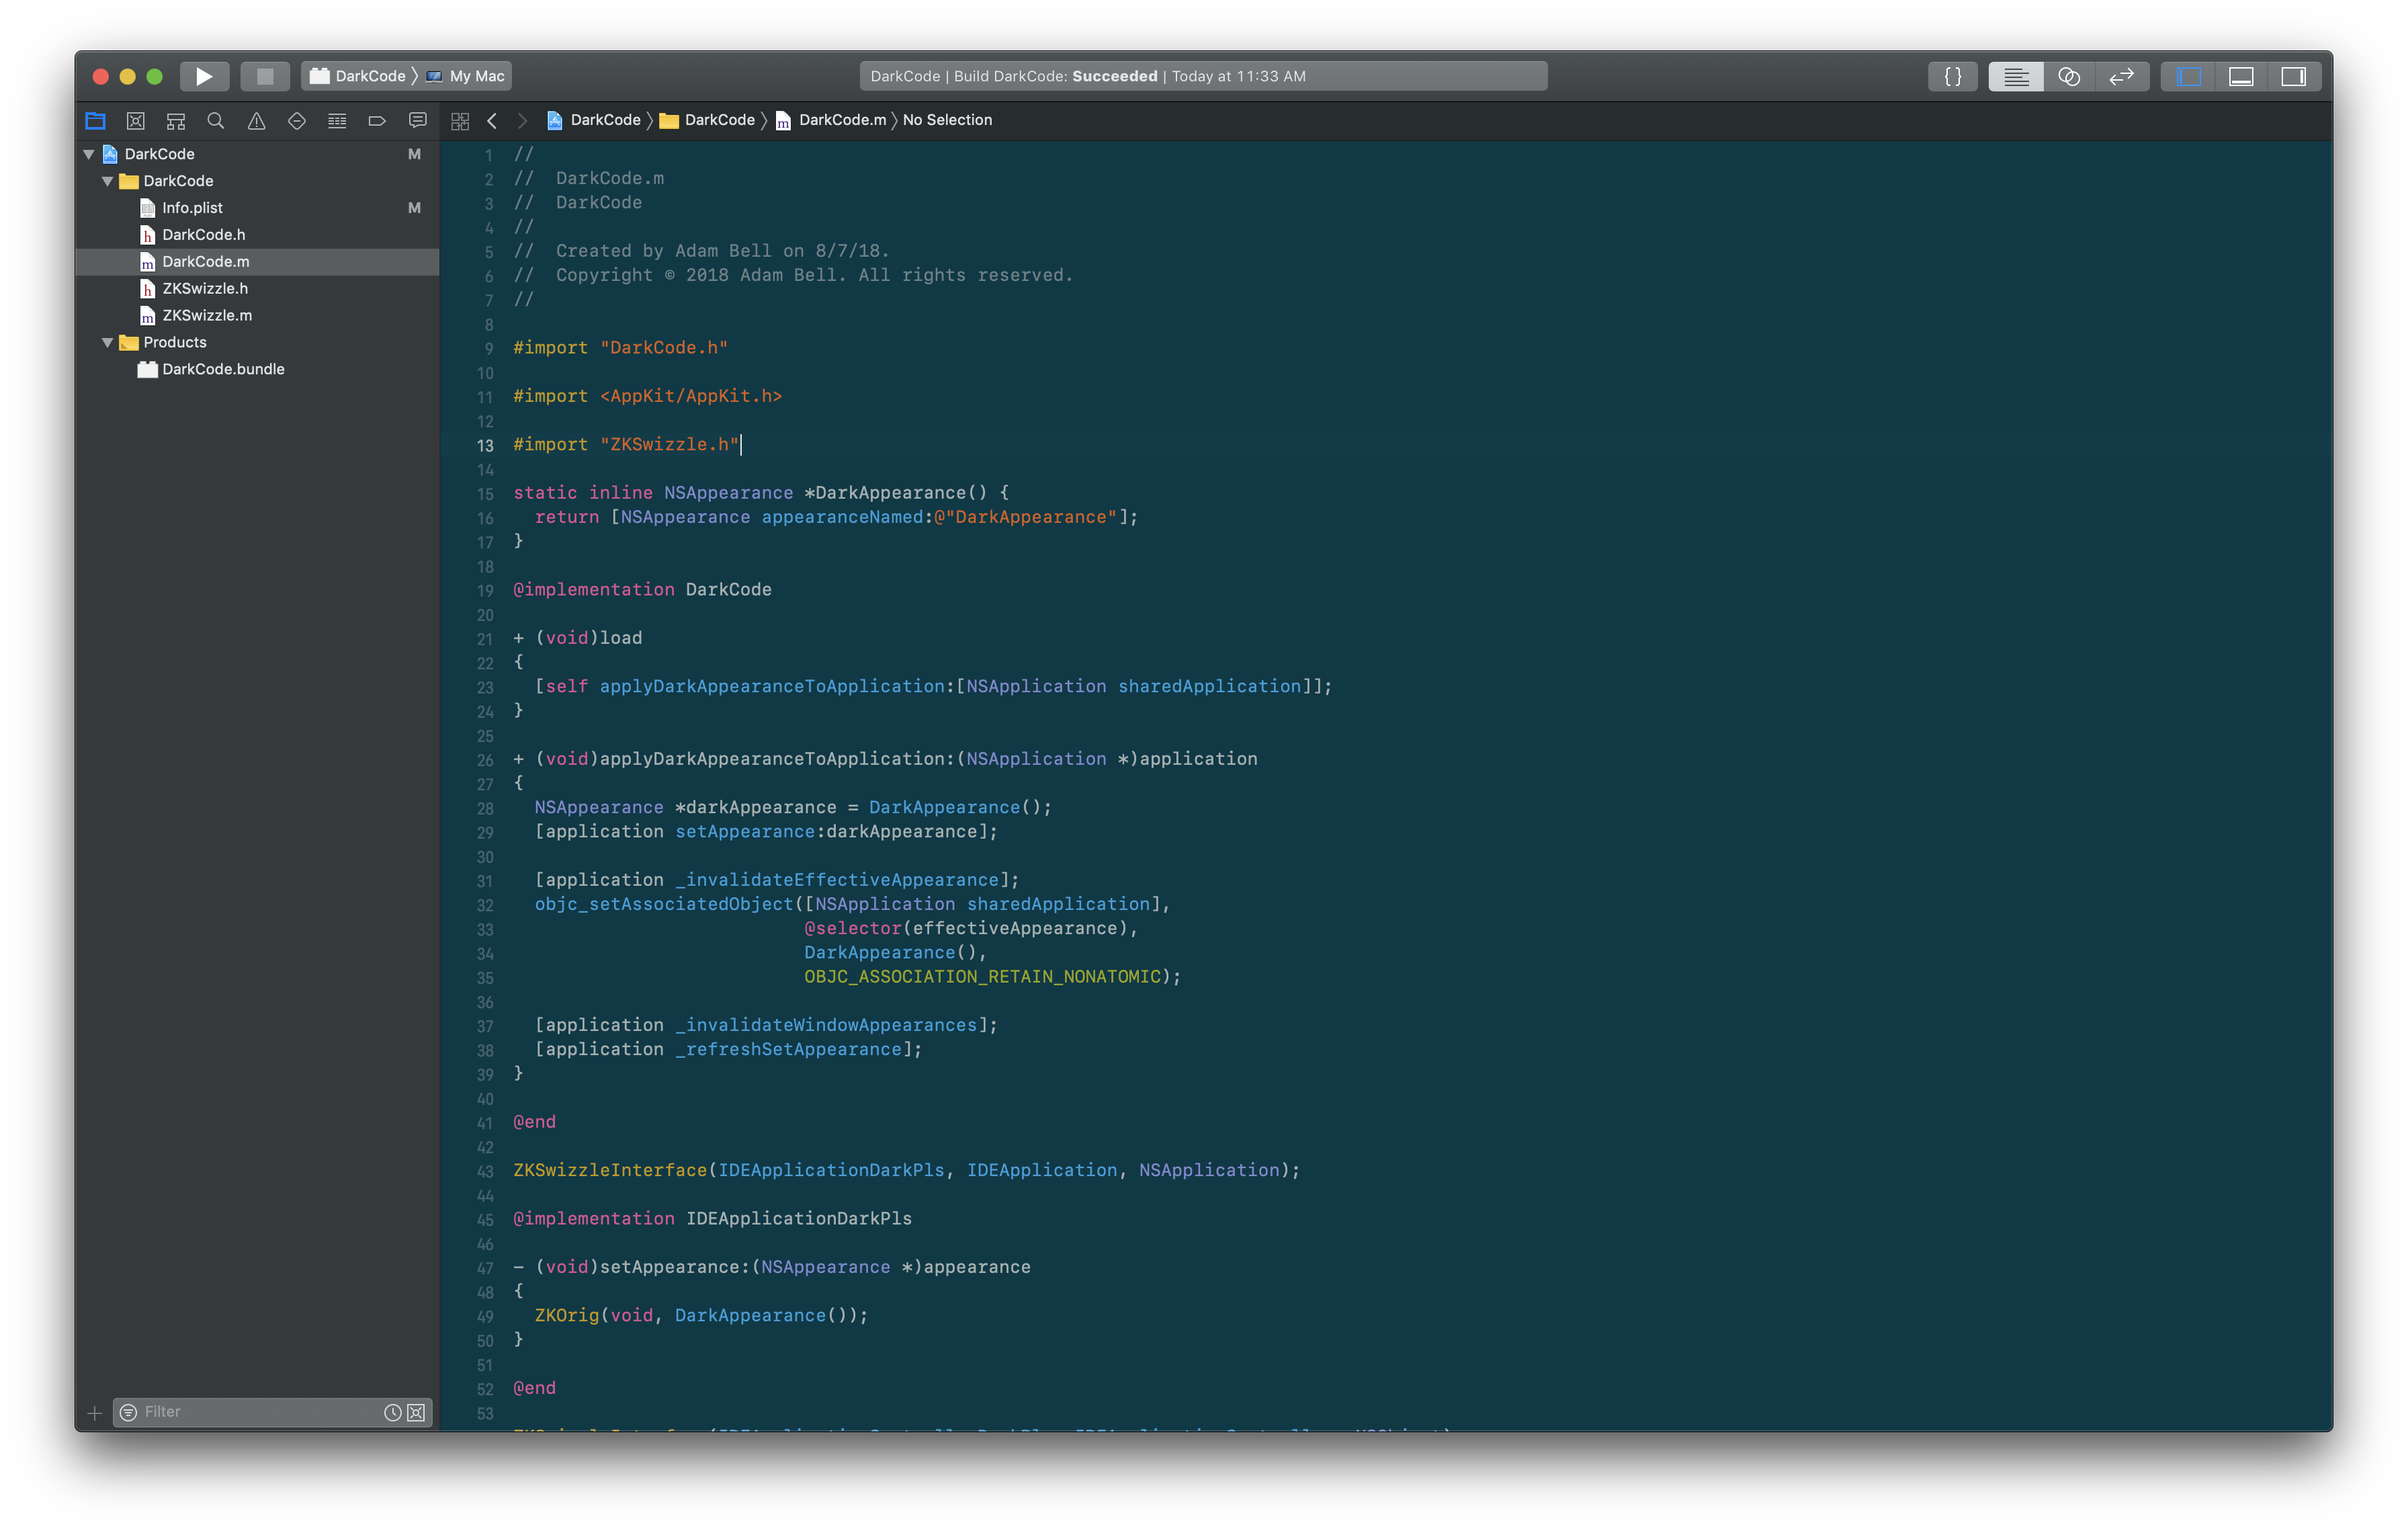 DarkCode 〉 My Mac
DarkCode | Build DarkCode: Succeeded | Today at 11:33 AM
{ }
DarkCode 〉 DarkCode 〉 m DarkCode.m 〉 No Selection
DarkCode M
DarkCode
Info.plist M
h DarkCode.h
m DarkCode.m
h ZKSwizzle.h
m ZKSwizzle.m
Products
DarkCode.bundle
Filter
1 //
2 //  DarkCode.m
3 //  DarkCode
4 //
5 //  Created by Adam Bell on 8/7/18.
6 //  Copyright © 2018 Adam Bell. All rights reserved.
7 //
8
9 #import "DarkCode.h"
10
11 #import <AppKit/AppKit.h>
12
13 #import "ZKSwizzle.h"
14
15 static inline NSAppearance *DarkAppearance() {
16   return [NSAppearance appearanceNamed:@"DarkAppearance"];
17 }
18
19 @implementation DarkCode
20
21 + (void)load
22 {
23   [self applyDarkAppearanceToApplication:[NSApplication sharedApplication]];
24 }
25
26 + (void)applyDarkAppearanceToApplication:(NSApplication *)application
27 {
28   NSAppearance *darkAppearance = DarkAppearance();
29   [application setAppearance:darkAppearance];
30
31   [application _invalidateEffectiveAppearance];
32   objc_setAssociatedObject([NSApplication sharedApplication],
33                            @selector(effectiveAppearance),
34                            DarkAppearance(),
35                            OBJC_ASSOCIATION_RETAIN_NONATOMIC);
36
37   [application _invalidateWindowAppearances];
38   [application _refreshSetAppearance];
39 }
40
41 @end
42
43 ZKSwizzleInterface(IDEApplicationDarkPls, IDEApplication, NSApplication);
44
45 @implementation IDEApplicationDarkPls
46
47 - (void)setAppearance:(NSAppearance *)appearance
48 {
49   ZKOrig(void, DarkAppearance());
50 }
51
52 @end
53